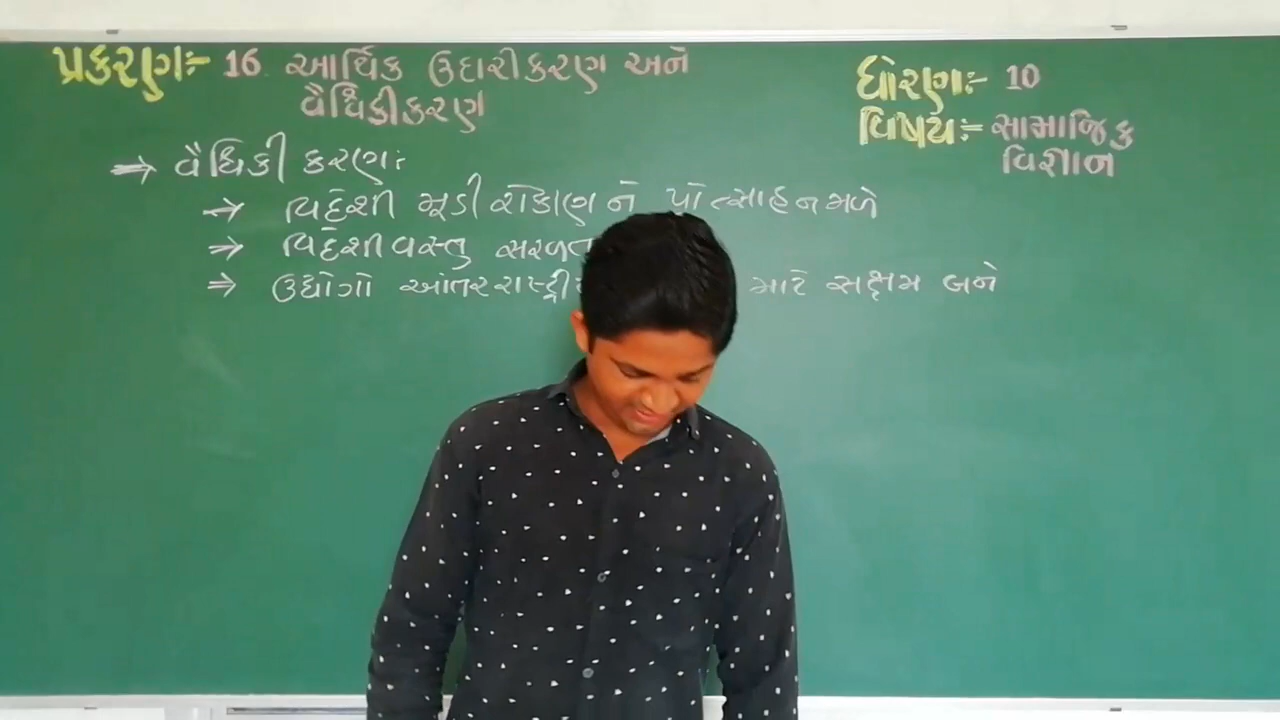 પ્રકરણ:- 16. આર્થિક ઉદારીકરણ અને
વૈશ્વિકીકરણ
ધોરણ:- 10
વિષય:- સામાજિક
વિજ્ઞાન
⇒ વૈશ્વિકીકરણ:
→ વિદેશી મૂડીરોકાણને પ્રોત્સાહન મળે
⇒ વિદેશી વસ્તુ
⇒ ઉદ્યોગો માટે સક્ષમ બને